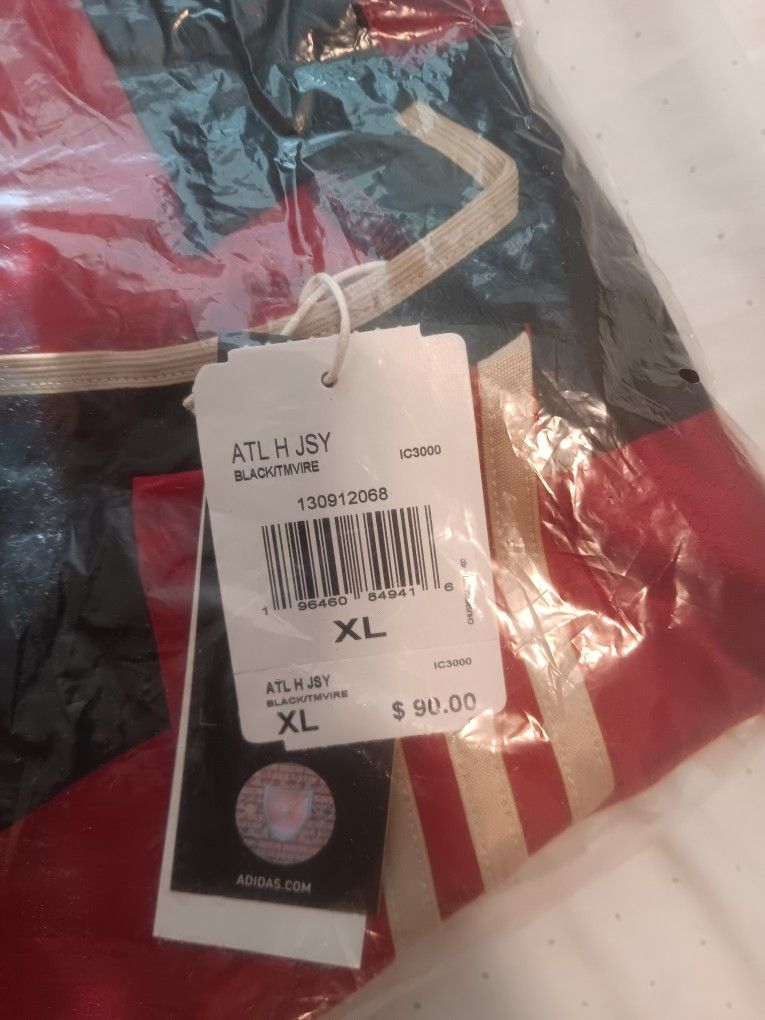 ATL H JSY
IC3000
BLACK/TMVIRE
130912068
1 96460 84941 6
XL
IC3000
ATL H JSY
BLACK/TMVIRE
XL
$ 90.00
ADIDAS.COM